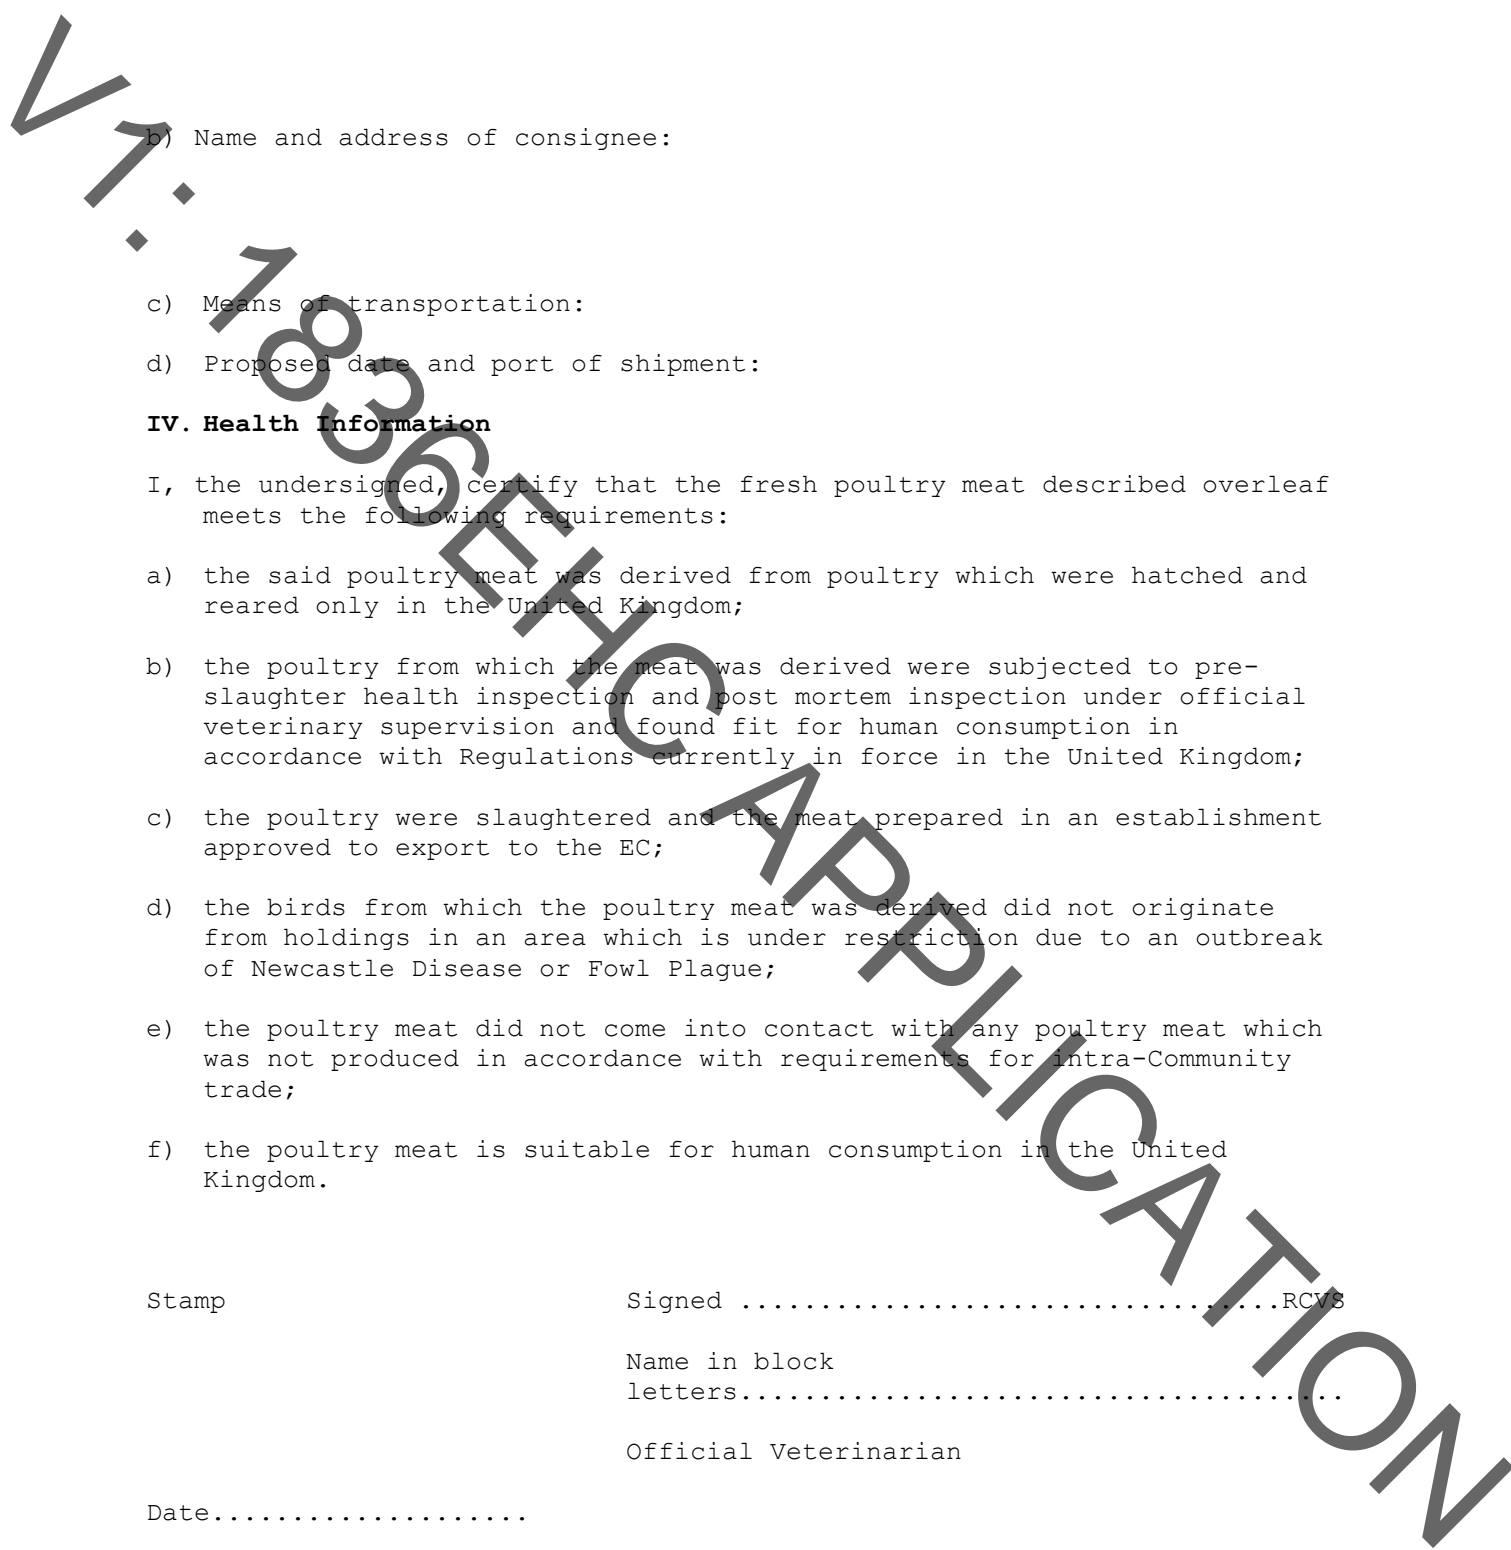 V1: 1836EHC APPLICATION
b) Name and address of consignee:
c) Means of transportation:
d) Proposed date and port of shipment:
IV. Health Information
I, the undersigned, certify that the fresh poultry meat described overleaf
meets the following requirements:
a) the said poultry meat was derived from poultry which were hatched and
reared only in the United Kingdom;
b) the poultry from which the meat was derived were subjected to pre-
slaughter health inspection and post mortem inspection under official
veterinary supervision and found fit for human consumption in
accordance with Regulations currently in force in the United Kingdom;
c) the poultry were slaughtered and the meat prepared in an establishment
approved to export to the EC;
d) the birds from which the poultry meat was derived did not originate
from holdings in an area which is under restriction due to an outbreak
of Newcastle Disease or Fowl Plague;
e) the poultry meat did not come into contact with any poultry meat which
was not produced in accordance with requirements for intra-Community
trade;
f) the poultry meat is suitable for human consumption in the United
Kingdom.
Stamp Signed ..................................RCVS
Name in block
letters......................................
Official Veterinarian
Date....................